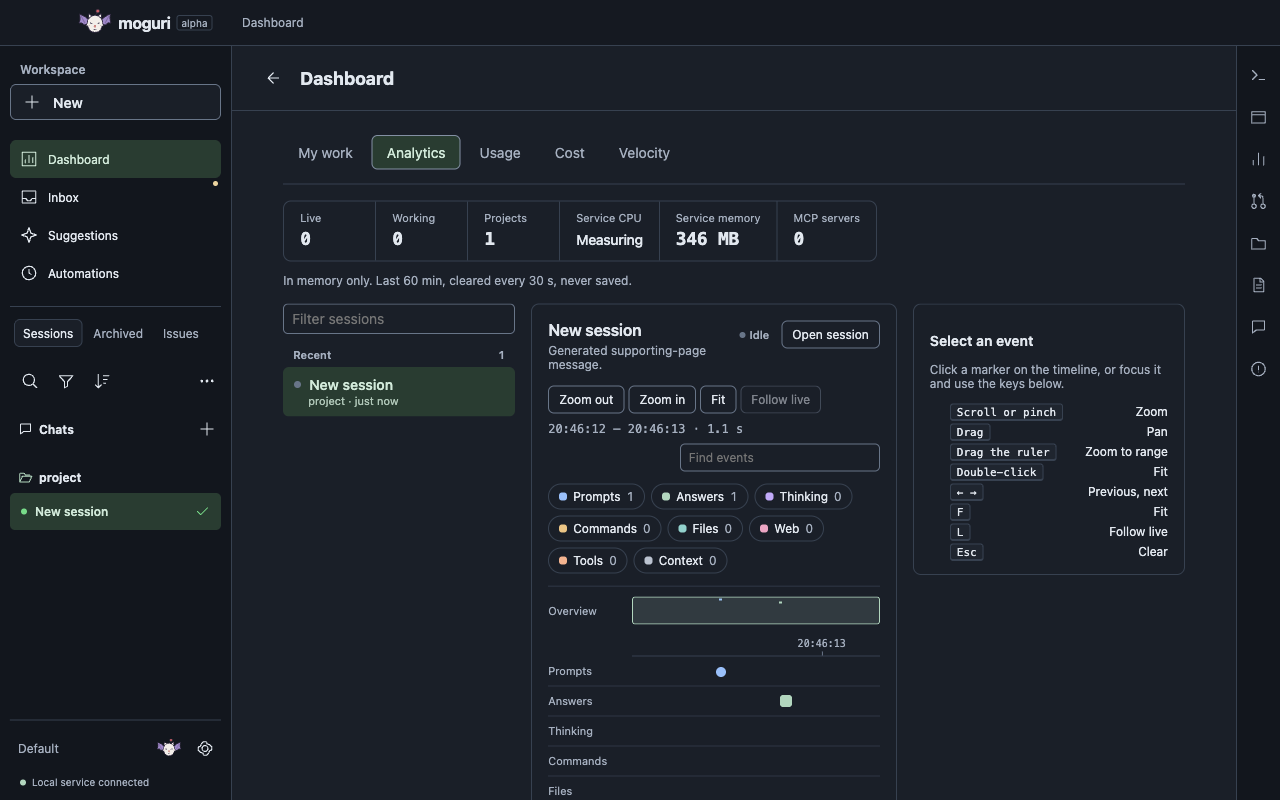 moguri alpha Dashboard
Workspace
New
Dashboard
Inbox
Suggestions
Automations
Sessions Archived Issues
Chats
project
New session
Default
Local service connected
Dashboard
My work Analytics Usage Cost Velocity
Live Working Projects Service CPU Service memory MCP servers
0 0 1 Measuring 346 MB 0
In memory only. Last 60 min, cleared every 30 s, never saved.
Filter sessions
Recent 1
New session
project · just now
New session Idle Open session
Generated supporting-page
message.
Zoom out Zoom in Fit Follow live
20:46:12 — 20:46:13 · 1.1 s
Find events
Prompts 1 Answers 1 Thinking 0
Commands 0 Files 0 Web 0
Tools 0 Context 0
Overview
20:46:13
Prompts
Answers
Thinking
Commands
Files
Select an event
Click a marker on the timeline, or focus it
and use the keys below.
Scroll or pinch Zoom
Drag Pan
Drag the ruler Zoom to range
Double-click Fit
← → Previous, next
F Fit
L Follow live
Esc Clear